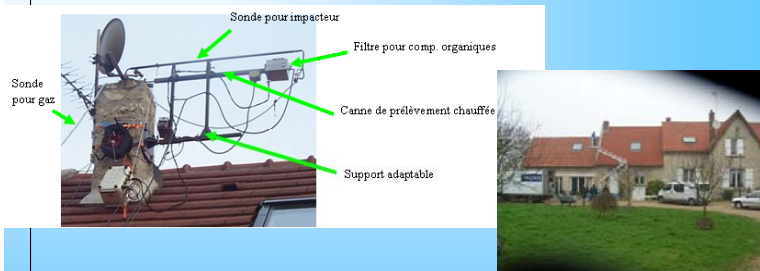 Sonde pour impacteur
Filtre pour comp. organiques
Sonde
pour gaz
Canne de prélèvement chauffée
Support adaptable